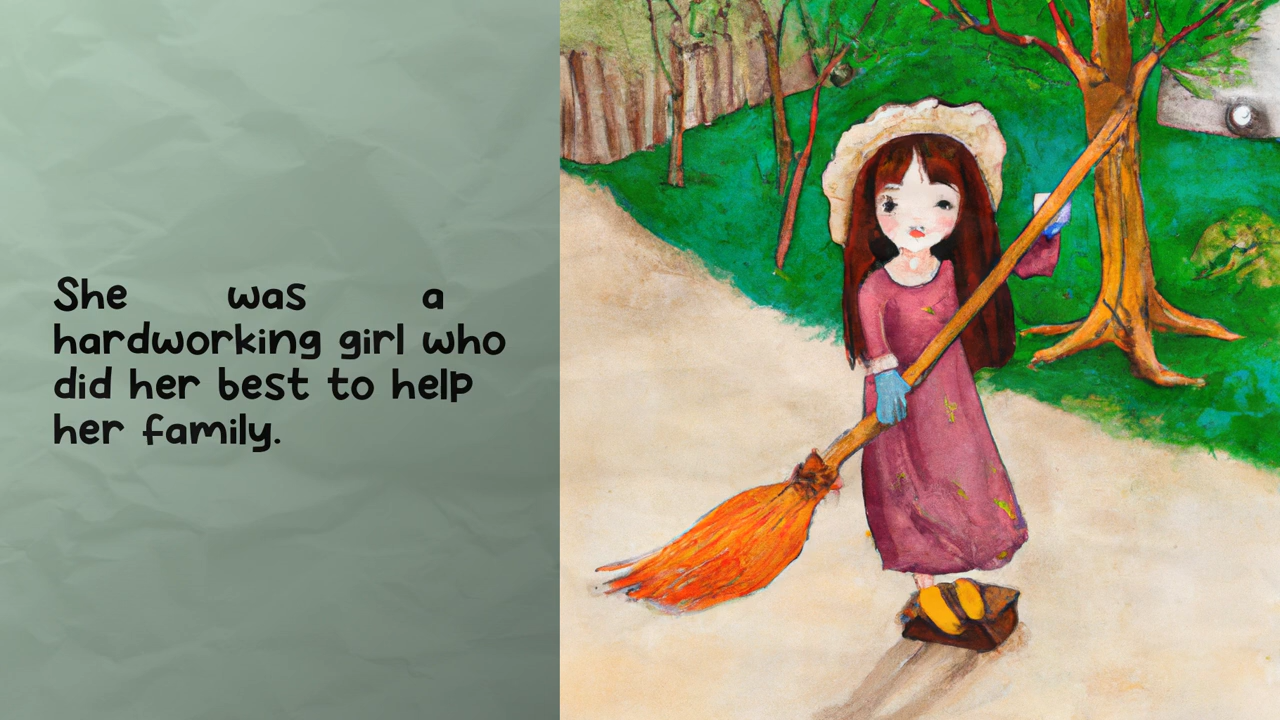 She was a
hardworking girl who
did her best to help
her family.